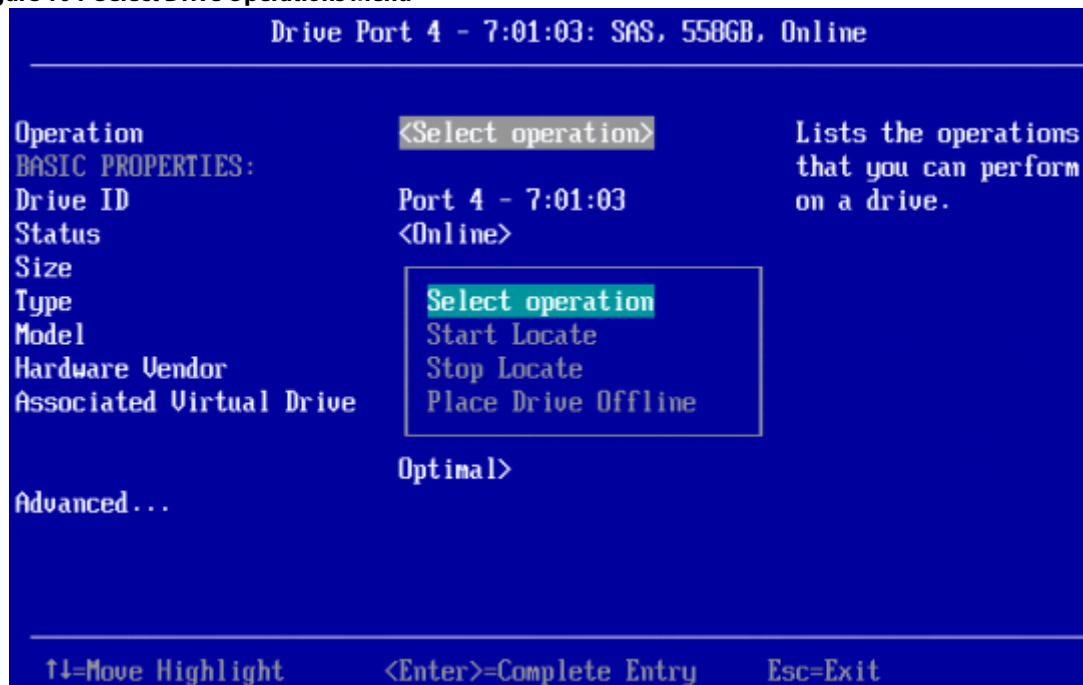 Drive Port 4 - 7:01:03: SAS, 558GB, Online
Operation <Select operation> Lists the operations
BASIC PROPERTIES: that you can perform
Drive ID Port 4 - 7:01:03 on a drive.
Status <Online>
Size
Type Select operation
Model Start Locate
Hardware Vendor Stop Locate
Associated Virtual Drive Place Drive Offline
Optimal>
Advanced...
↑↓=Move Highlight <Enter>=Complete Entry Esc=Exit